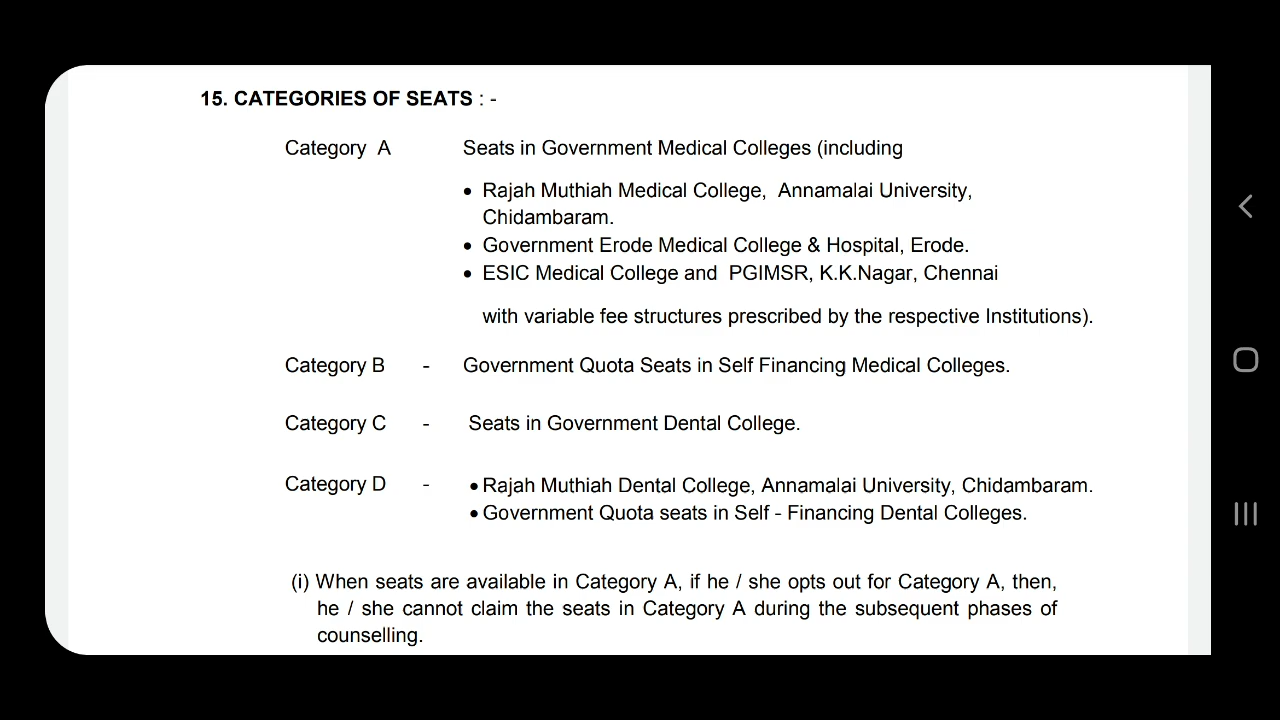 15. CATEGORIES OF SEATS : -
Category A Seats in Government Medical Colleges (including
• Rajah Muthiah Medical College, Annamalai University,
Chidambaram.
• Government Erode Medical College & Hospital, Erode.
• ESIC Medical College and PGIMSR, K.K.Nagar, Chennai
with variable fee structures prescribed by the respective Institutions).
Category B - Government Quota Seats in Self Financing Medical Colleges.
Category C - Seats in Government Dental College.
Category D - • Rajah Muthiah Dental College, Annamalai University, Chidambaram.
• Government Quota seats in Self - Financing Dental Colleges.
(i) When seats are available in Category A, if he / she opts out for Category A, then,
he / she cannot claim the seats in Category A during the subsequent phases of
counselling.